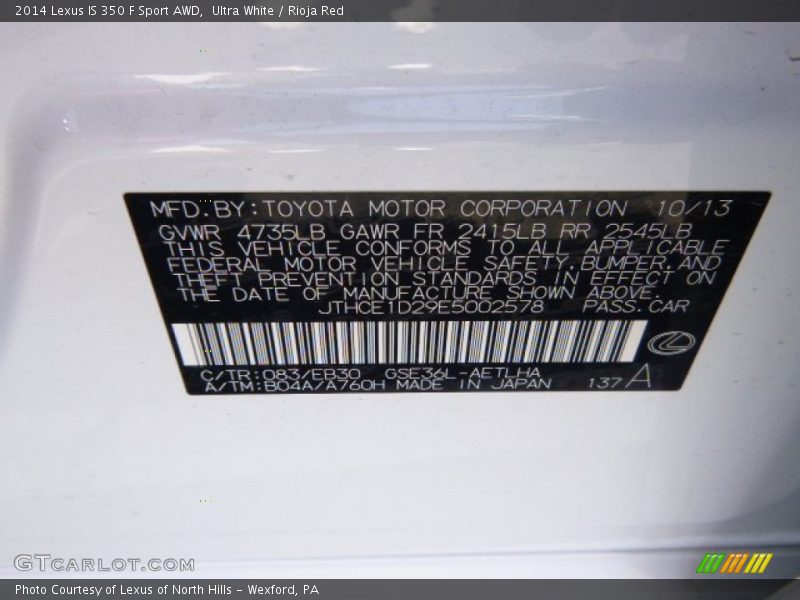 2014 Lexus IS 350 F Sport AWD,  Ultra White / Rioja Red
MFD.BY:TOYOTA MOTOR CORPORATION 10/13
GVWR 4735LB GAWR FR 2415LB RR 2545LB
THIS VEHICLE CONFORMS TO ALL APPLICABLE
FEDERAL MOTOR VEHICLE SAFETY,BUMPER,AND
THEFT PREVENTION STANDARDS IN EFFECT ON
THE DATE OF MANUFACTURE SHOWN ABOVE.
JTHCE1D29E5002578 PASS.CAR
C/TR:083/EB30 GSE36L-AETLHA
A/TM:B04A/A760H MADE IN JAPAN 137 A
GTCARLOT.COM
Photo Courtesy of Lexus of North Hills – Wexford, PA